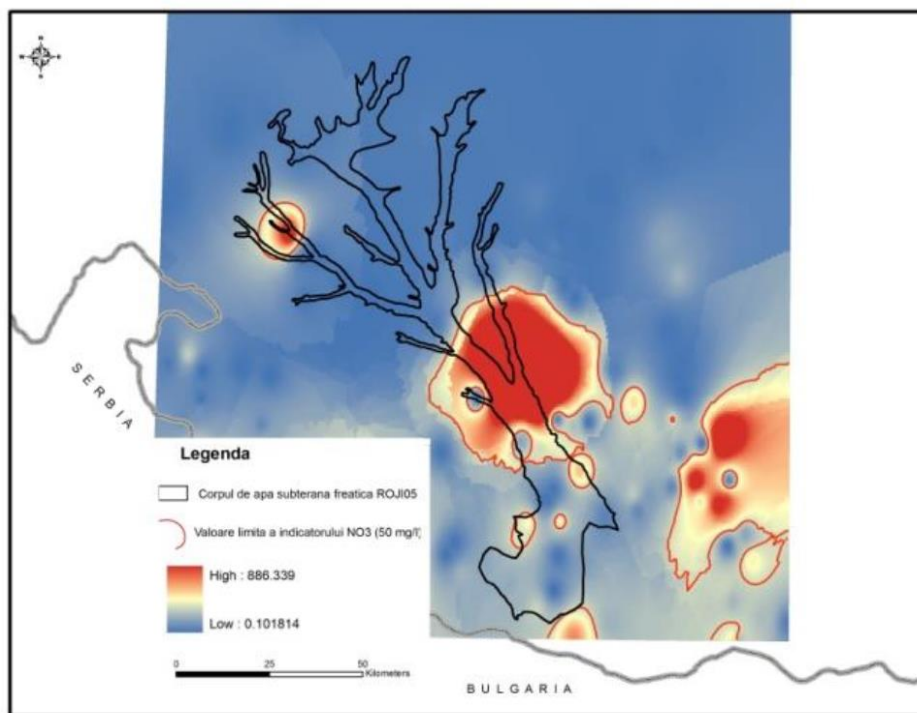 SERBIA
Legenda
Corpul de apa subterana freatica ROJI05
Valoare limita a indicatorului NO3 (50 mg/l
High : 886.339
Low : 0.101814
0 25 50
Kilometers
BULGARIA